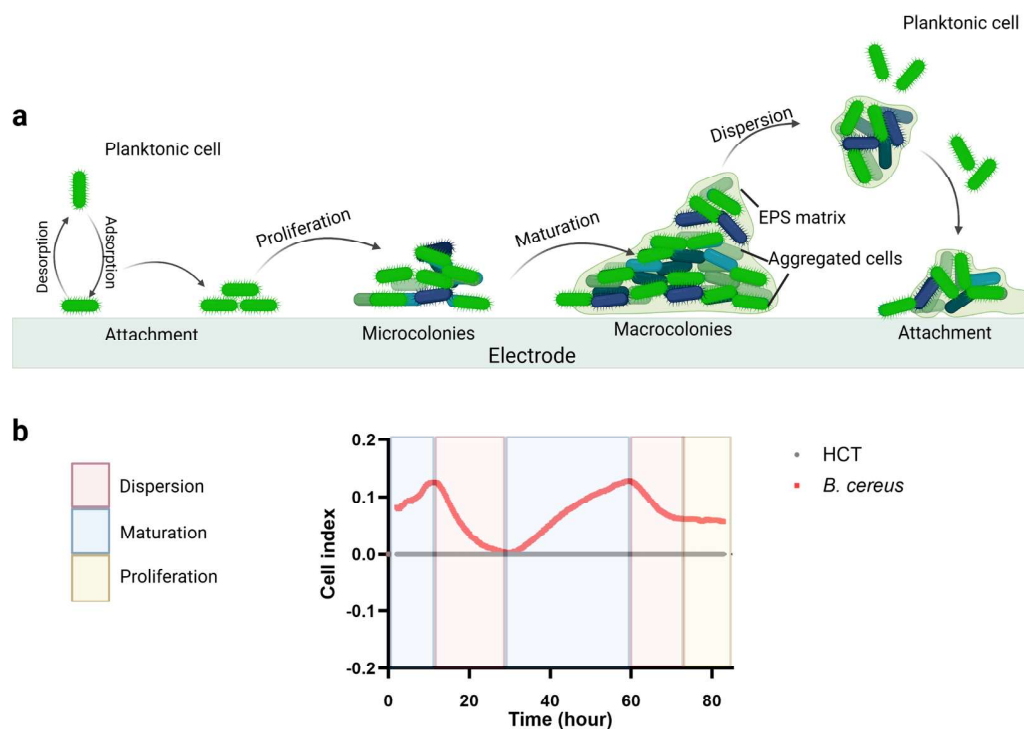 a
Planktonic cell
Planktonic cell
Desorption
Adsorption
Proliferation
Maturation
Dispersion
EPS matrix
Aggregated cells
Attachment
Microcolonies
Macrocolonies
Attachment
Electrode
b
Dispersion
Maturation
Proliferation
Cell index
0.2
0.1
0.0
-0.1
-0.2
0 20 40 60 80
Time (hour)
HCT
B. cereus